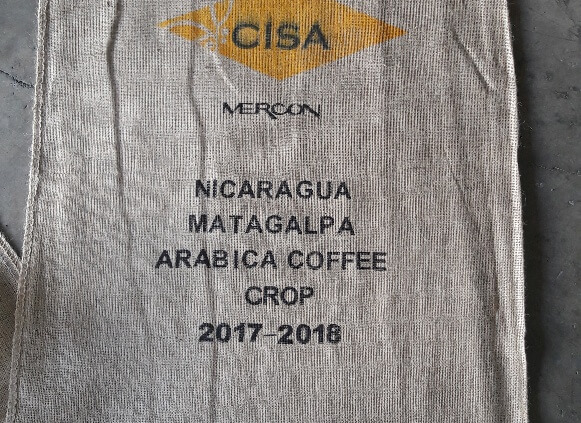 CISA
MERCON
NICARAGUA
MATAGALPA
ARABICA COFFEE
CROP
2017-2018